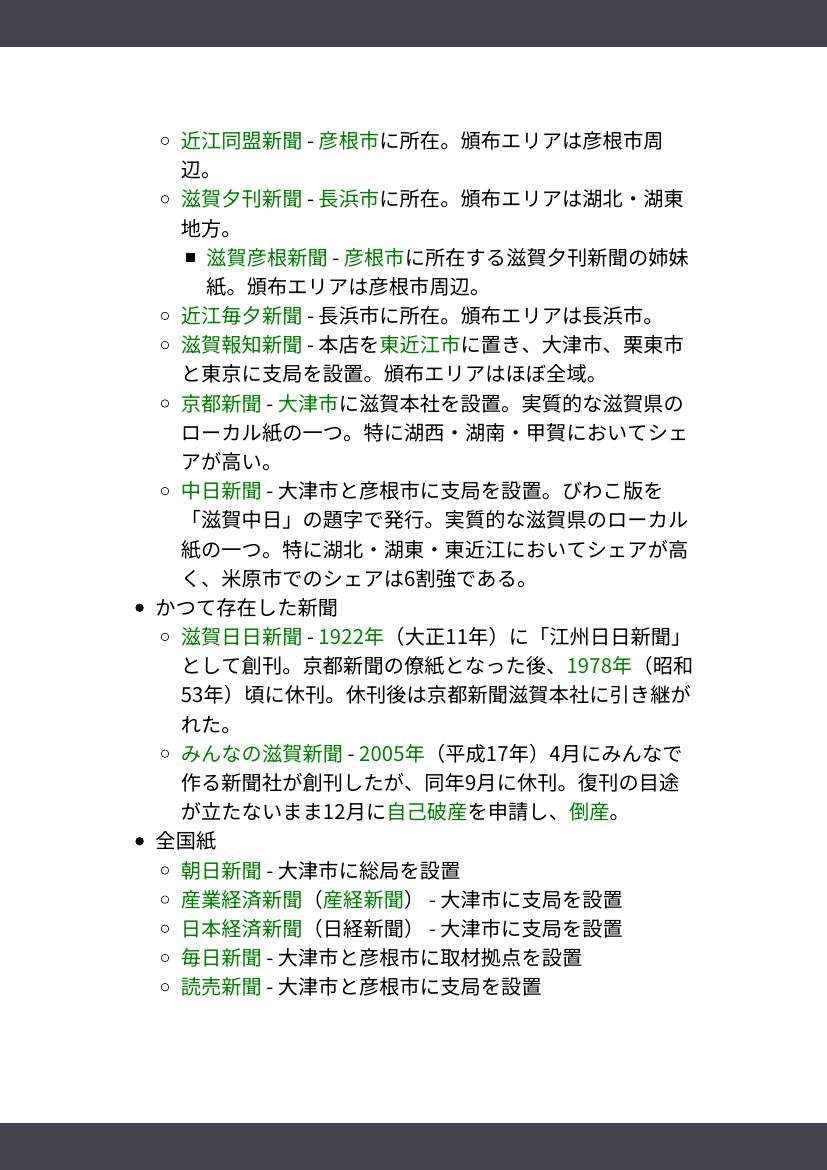 近江同盟新聞 - 彦根市に所在。頒布エリアは彦根市周
辺。
滋賀夕刊新聞 - 長浜市に所在。頒布エリアは湖北・湖東
地方。
滋賀彦根新聞 - 彦根市に所在する滋賀夕刊新聞の姉妹
紙。頒布エリアは彦根市周辺。
近江毎夕新聞 - 長浜市に所在。頒布エリアは長浜市。
滋賀報知新聞 - 本店を東近江市に置き、大津市、栗東市
と東京に支局を設置。頒布エリアはほぼ全域。
京都新聞 - 大津市に滋賀本社を設置。実質的な滋賀県の
ローカル紙の一つ。特に湖西・湖南・甲賀においてシェ
アが高い。
中日新聞 - 大津市と彦根市に支局を設置。びわこ版を
「滋賀中日」の題字で発行。実質的な滋賀県のローカル
紙の一つ。特に湖北・湖東・東近江においてシェアが高
く、米原市でのシェアは6割強である。
かつて存在した新聞
滋賀日日新聞 - 1922年（大正11年）に「江州日日新聞」
として創刊。京都新聞の僚紙となった後、1978年（昭和
53年）頃に休刊。休刊後は京都新聞滋賀本社に引き継が
れた。
みんなの滋賀新聞 - 2005年（平成17年）4月にみんなで
作る新聞社が創刊したが、同年9月に休刊。復刊の目途
が立たないまま12月に自己破産を申請し、倒産。
全国紙
朝日新聞 - 大津市に総局を設置
産業経済新聞（産経新聞） - 大津市に支局を設置
日本経済新聞（日経新聞） - 大津市に支局を設置
毎日新聞 - 大津市と彦根市に取材拠点を設置
読売新聞 - 大津市と彦根市に支局を設置